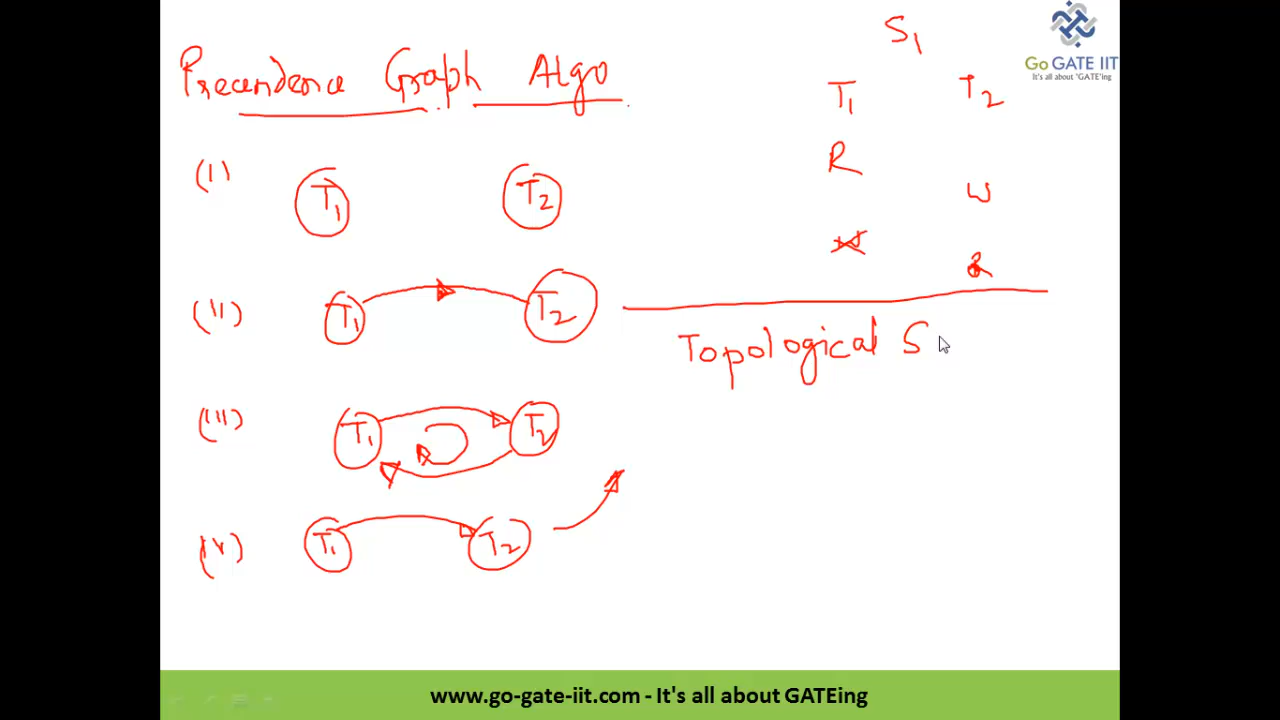 Precendence Graph Algo
(I)
T1
T2
(II)
T1
T2
(III)
T1
T2
(IV)
T1
T2
S1
T1
T2
R
W
W
R
Topological S
Go GATE IIT
It's all about 'GATE'ing
www.go-gate-iit.com - It's all about GATEing